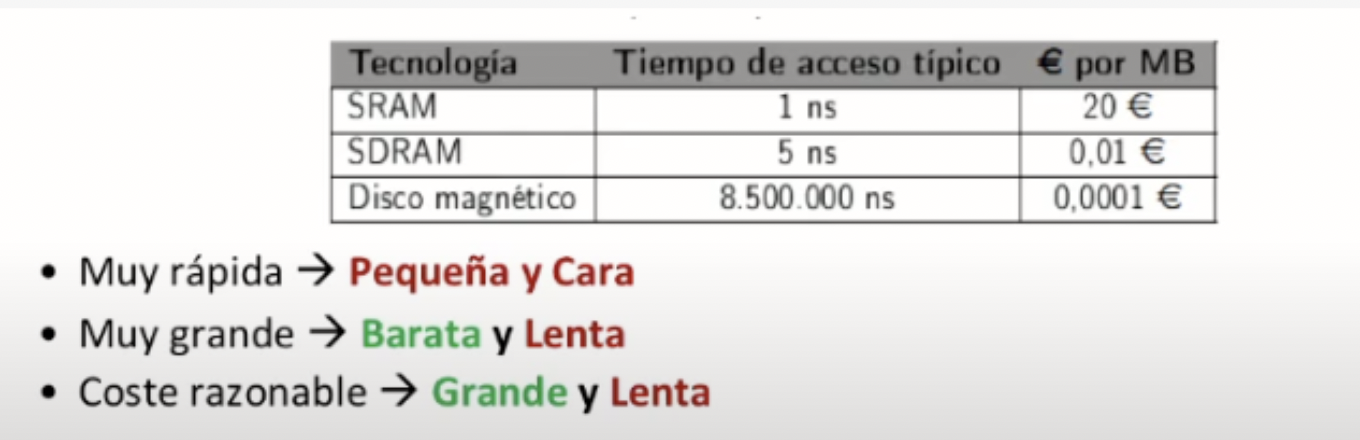 Tecnología Tiempo de acceso típico € por MB
SRAM 1 ns 20 €
SDRAM 5 ns 0,01 €
Disco magnético 8.500.000 ns 0,0001 €
• Muy rápida → Pequeña y Cara
• Muy grande → Barata y Lenta
• Coste razonable → Grande y Lenta